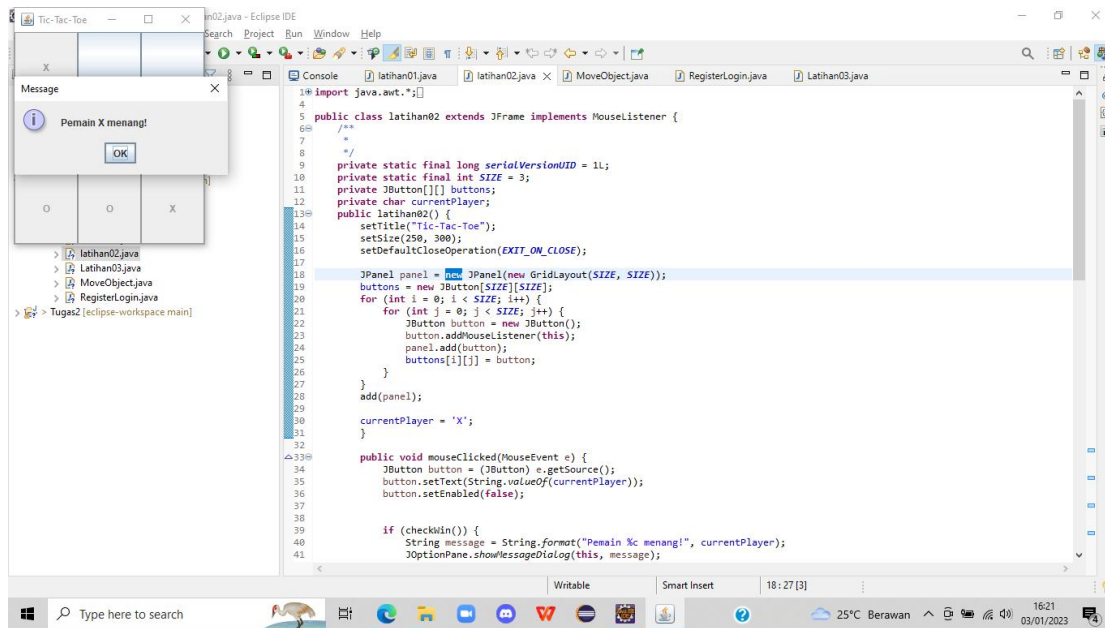 Tic-Tac-Toe
an02.java - Eclipse IDE
Search Project Run Window Help
X
Message
Pemain X menang!
OK
O O X
latihan02.java
Latihan03.java
MoveObject.java
RegisterLogin.java
> Tugas2 [eclipse-workspace main]
Console latihan01.java latihan02.java MoveObject.java RegisterLogin.java Latihan03.java
1 import java.awt.*;
4
5 public class latihan02 extends JFrame implements MouseListener {
6 /**
7 *
8 */
9 private static final long serialVersionUID = 1L;
10 private static final int SIZE = 3;
11 private JButton[][] buttons;
12 private char currentPlayer;
13 public latihan02() {
14 setTitle("Tic-Tac-Toe");
15 setSize(250, 300);
16 setDefaultCloseOperation(EXIT_ON_CLOSE);
17
18 JPanel panel = new JPanel(new GridLayout(SIZE, SIZE));
19 buttons = new JButton[SIZE][SIZE];
20 for (int i = 0; i < SIZE; i++) {
21 for (int j = 0; j < SIZE; j++) {
22 JButton button = new JButton();
23 button.addMouseListener(this);
24 panel.add(button);
25 buttons[i][j] = button;
26 }
27 }
28 add(panel);
29
30 currentPlayer = 'X';
31 }
32
33 public void mouseClicked(MouseEvent e) {
34 JButton button = (JButton) e.getSource();
35 button.setText(String.valueOf(currentPlayer));
36 button.setEnabled(false);
37
38
39 if (checkWin()) {
40 String message = String.format("Pemain %c menang!", currentPlayer);
41 JOptionPane.showMessageDialog(this, message);
Writable Smart Insert 18 : 27 [3]
Type here to search
25°C Berawan
16:21
03/01/2023